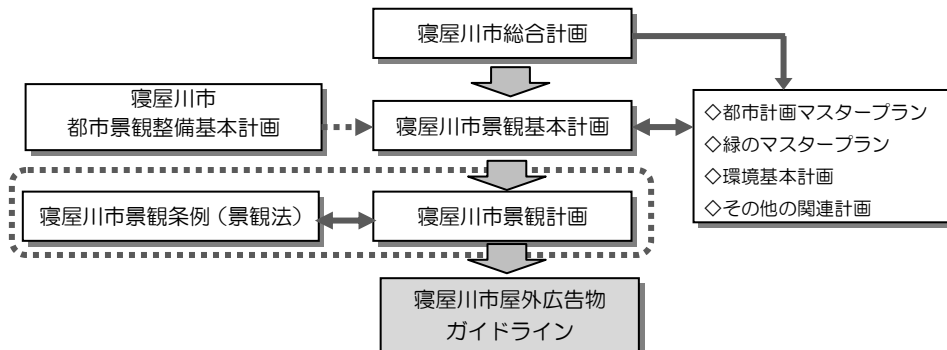 寝屋川市総合計画
寝屋川市
都市景観整備基本計画
寝屋川市景観基本計画
◇都市計画マスタープラン
◇緑のマスタープラン
◇環境基本計画
◇その他の関連計画
寝屋川市景観条例（景観法）
寝屋川市景観計画
寝屋川市屋外広告物
ガイドライン